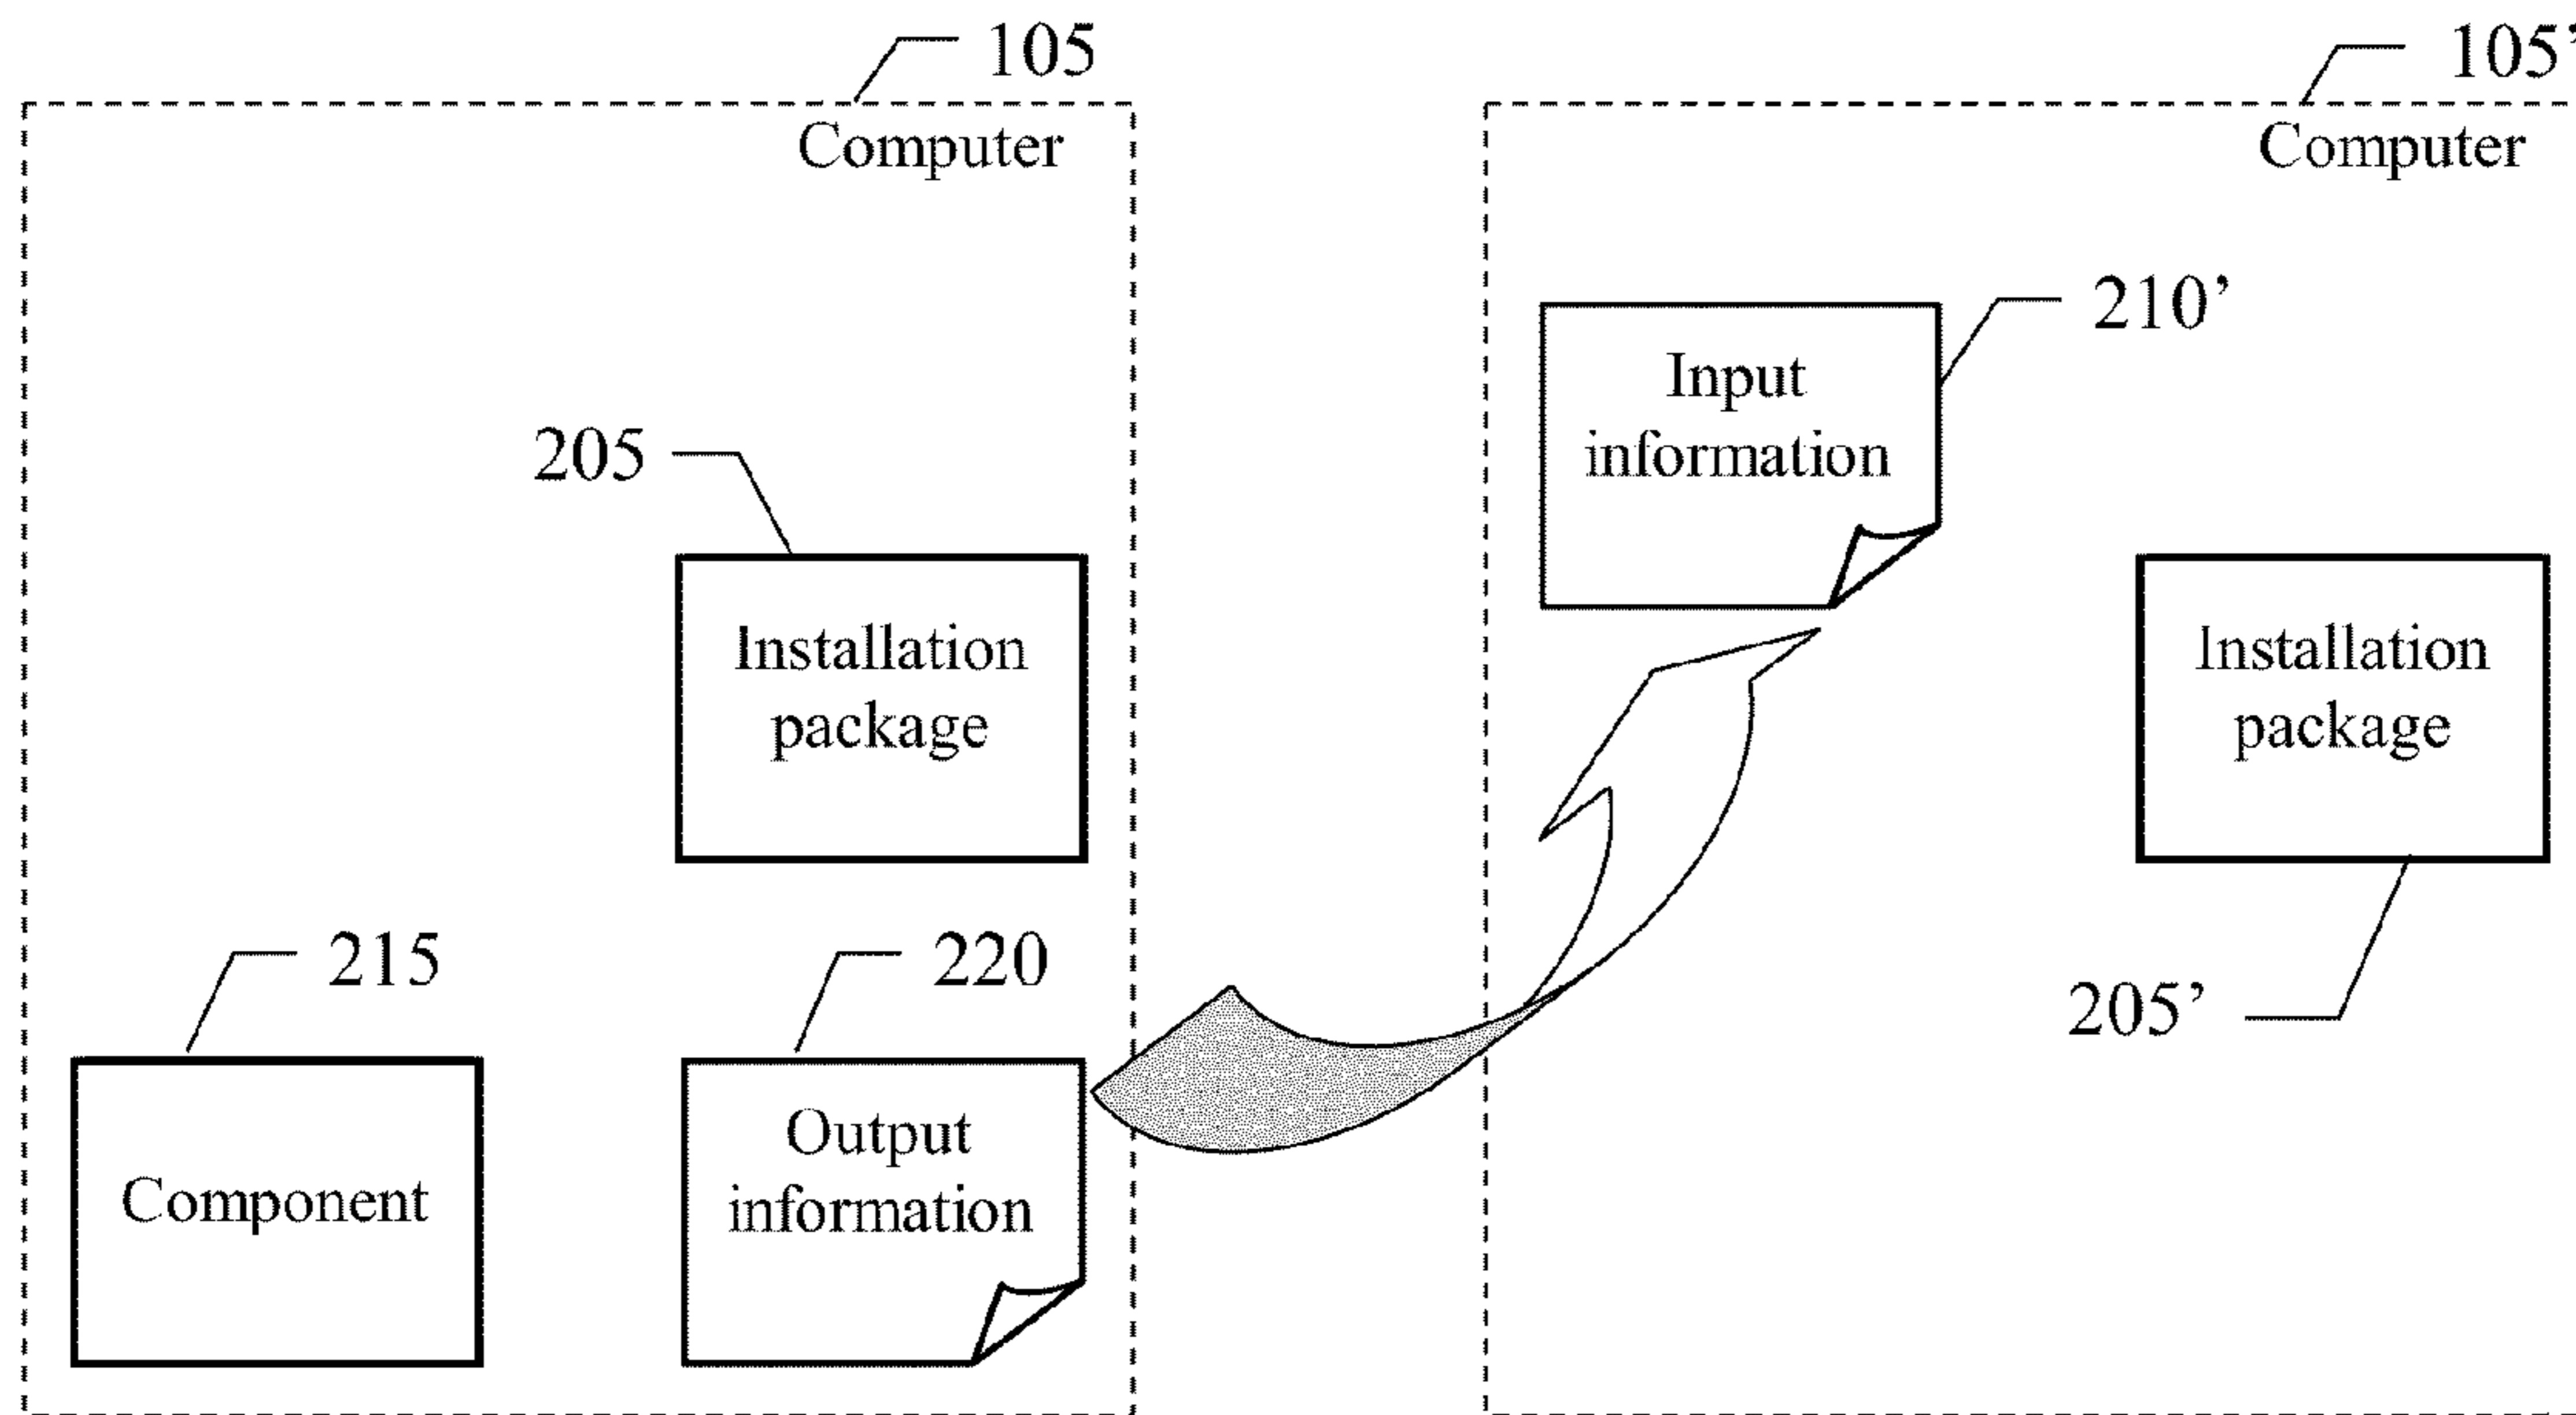 105
Computer
205
Installation
package
215
Component
220
Output
information
105’
Computer
210’
Input
information
Installation
package
205’